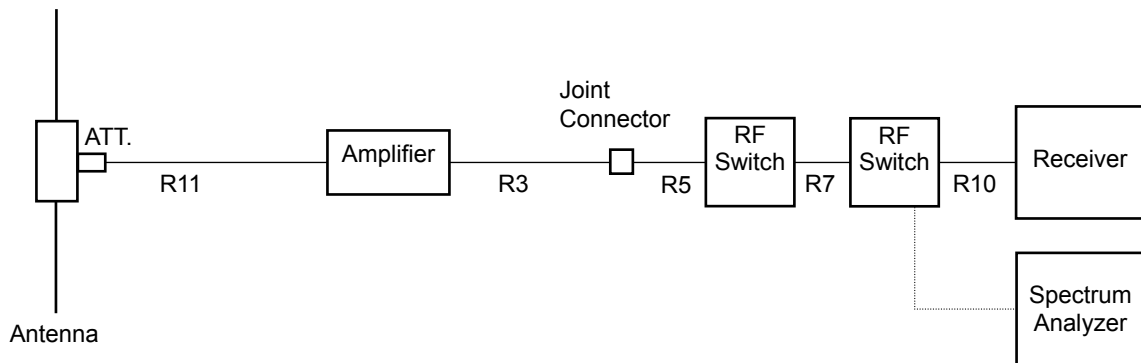 Joint
Connector
ATT.
Amplifier
RF
Switch
RF
Switch
Receiver
R11
R3
R5
R7
R10
Spectrum
Analyzer
Antenna